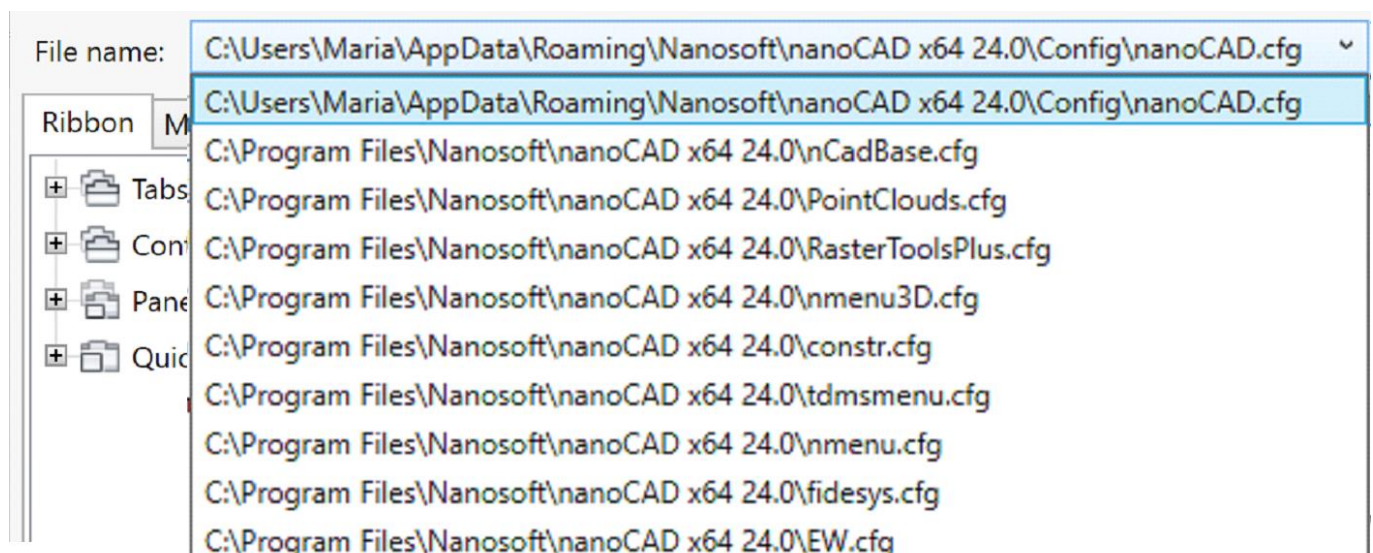 File name: C:\Users\Maria\AppData\Roaming\Nanosoft\nanoCAD x64 24.0\Config\nanoCAD.cfg
C:\Users\Maria\AppData\Roaming\Nanosoft\nanoCAD x64 24.0\Config\nanoCAD.cfg
Ribbon M
C:\Program Files\Nanosoft\nanoCAD x64 24.0\nCadBase.cfg
Tabs C:\Program Files\Nanosoft\nanoCAD x64 24.0\PointClouds.cfg
Con C:\Program Files\Nanosoft\nanoCAD x64 24.0\RasterToolsPlus.cfg
Pane C:\Program Files\Nanosoft\nanoCAD x64 24.0\nmenu3D.cfg
Quic C:\Program Files\Nanosoft\nanoCAD x64 24.0\constr.cfg
C:\Program Files\Nanosoft\nanoCAD x64 24.0\tdmsmenu.cfg
C:\Program Files\Nanosoft\nanoCAD x64 24.0\nmenu.cfg
C:\Program Files\Nanosoft\nanoCAD x64 24.0\fidesys.cfg
C:\Program Files\Nanosoft\nanoCAD x64 24.0\EW.cfg